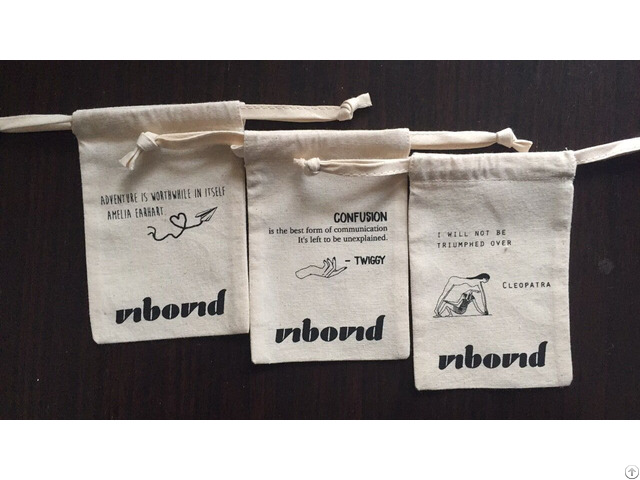 ADVENTURE IS WORTHWHILE IN ITSELF
AMELIA EARHART.
vibovid
CONFUSION
is the best form of communication
It's left to be unexplained.
- TWIGGY
vibovid
I WILL NOT BE
TRIUMPHED OVER
CLEOPATRA
vibovid